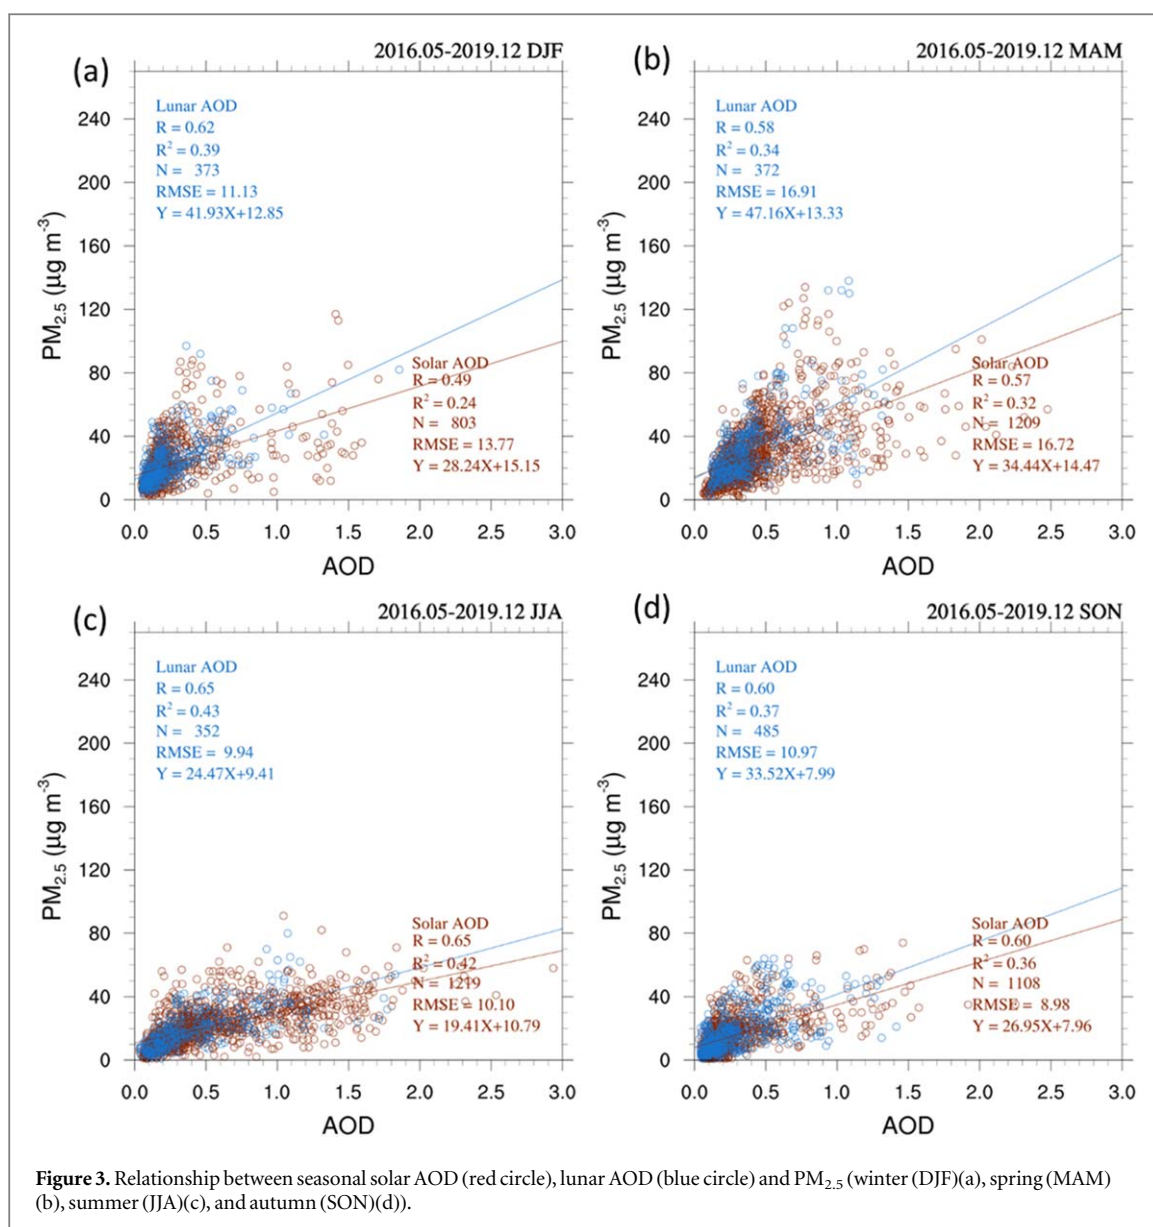 (a)
2016.05-2019.12 DJF
Lunar AOD
R = 0.62
R² = 0.39
N = 373
RMSE = 11.13
Y = 41.93X+12.85
Solar AOD
R = 0.49
R² = 0.24
N = 803
RMSE = 13.77
Y = 28.24X+15.15
PM₂.₅ (µg m⁻³)
240
200
160
120
80
40
0
0.0 0.5 1.0 1.5 2.0 2.5 3.0
AOD
(b)
2016.05-2019.12 MAM
Lunar AOD
R = 0.58
R² = 0.34
N = 372
RMSE = 16.91
Y = 47.16X+13.33
Solar AOD
R = 0.57
R² = 0.32
N = 1209
RMSE = 16.72
Y = 34.44X+14.47
PM₂.₅ (µg m⁻³)
240
200
160
120
80
40
0
0.0 0.5 1.0 1.5 2.0 2.5 3.0
AOD
(c)
2016.05-2019.12 JJA
Lunar AOD
R = 0.65
R² = 0.43
N = 352
RMSE = 9.94
Y = 24.47X+9.41
Solar AOD
R = 0.65
R² = 0.42
N = 1219
RMSE = 10.10
Y = 19.41X+10.79
PM₂.₅ (µg m⁻³)
240
200
160
120
80
40
0
0.0 0.5 1.0 1.5 2.0 2.5 3.0
AOD
(d)
2016.05-2019.12 SON
Lunar AOD
R = 0.60
R² = 0.37
N = 485
RMSE = 10.97
Y = 33.52X+7.99
Solar AOD
R = 0.60
R² = 0.36
N = 1108
RMSE = 8.98
Y = 26.95X+7.96
PM₂.₅ (µg m⁻³)
240
200
160
120
80
40
0
0.0 0.5 1.0 1.5 2.0 2.5 3.0
AOD
Figure 3. Relationship between seasonal solar AOD (red circle), lunar AOD (blue circle) and PM₂.₅ (winter (DJF)(a), spring (MAM)
(b), summer (JJA)(c), and autumn (SON)(d)).